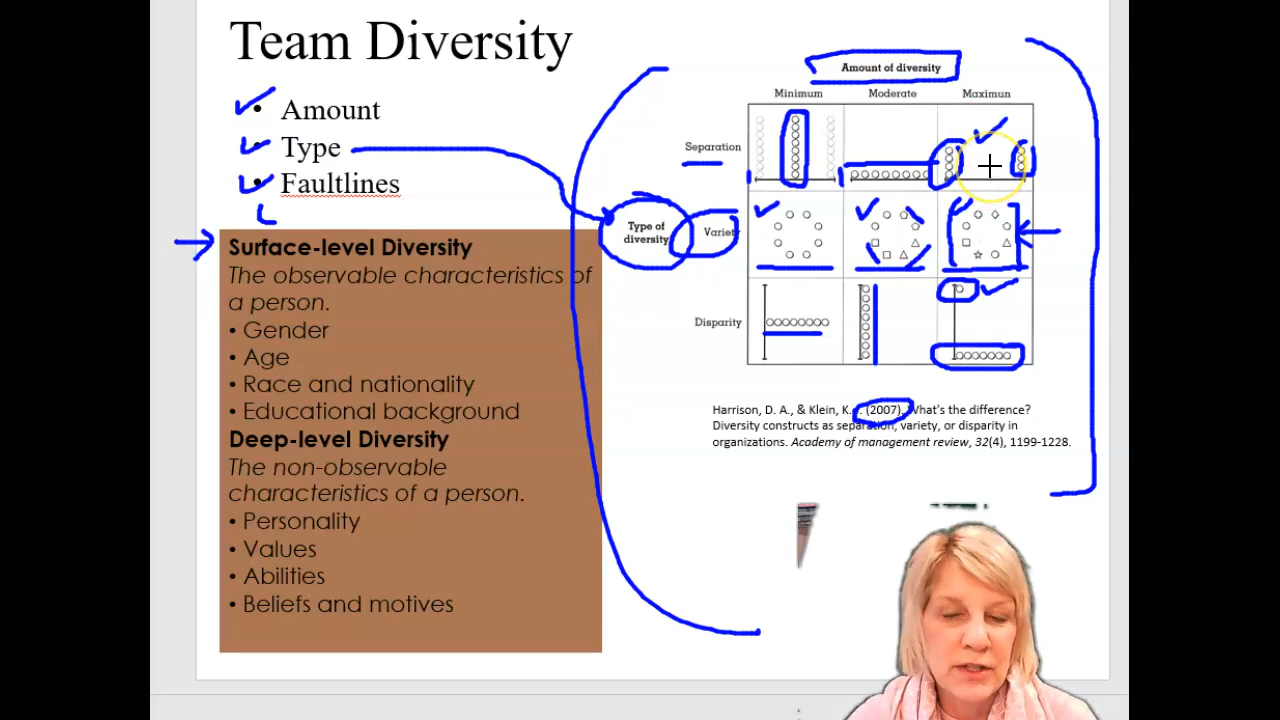 Team Diversity
• Amount
• Type
• Faultlines
Surface-level Diversity
The observable characteristics of
a person.
• Gender
• Age
• Race and nationality
• Educational background
Deep-level Diversity
The non-observable
characteristics of a person.
• Personality
• Values
• Abilities
• Beliefs and motives
Amount of diversity
Minimum Moderate Maximun
Separation
Type of
diversity
Variety
Disparity
Harrison, D. A., & Klein, K. (2007). What's the difference?
Diversity constructs as separation, variety, or disparity in
organizations. Academy of management review, 32(4), 1199-1228.